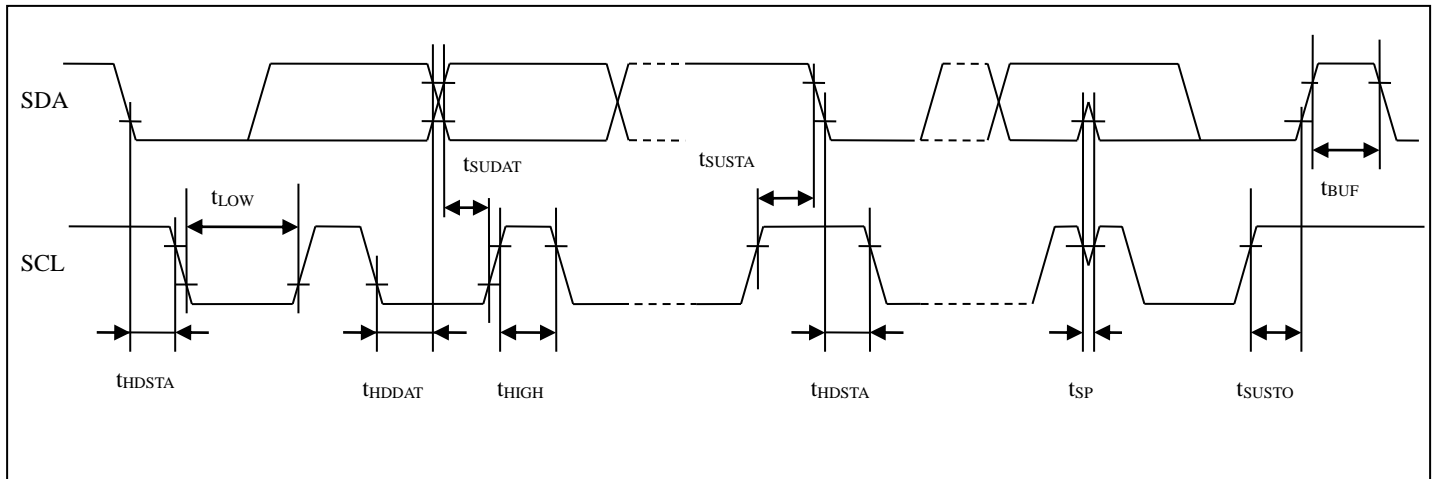 SDA
tSUDAT
tSUSTA
tLOW
tBUF
SCL
tHDSTA
tHDDAT
tHIGH
tHDSTA
tSP
tSUSTO